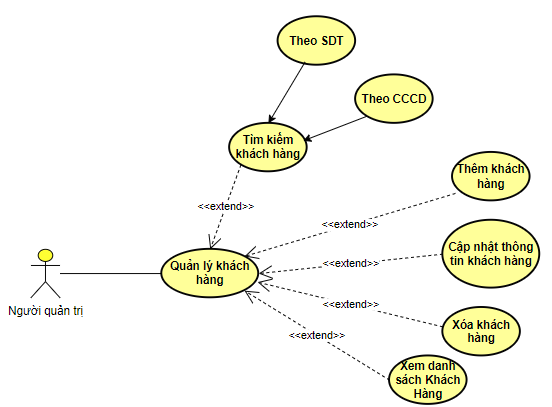 Theo SDT
Theo CCCD
Tìm kiếm
khách hàng
Thêm khách
hàng
<<extend>>
<<extend>>
Cập nhật thông
tin khách hàng
Quản lý khách
hàng
<<extend>>
<<extend>>
Người quản trị
Xóa khách
hàng
<<extend>>
Xem danh
sách Khách
Hàng